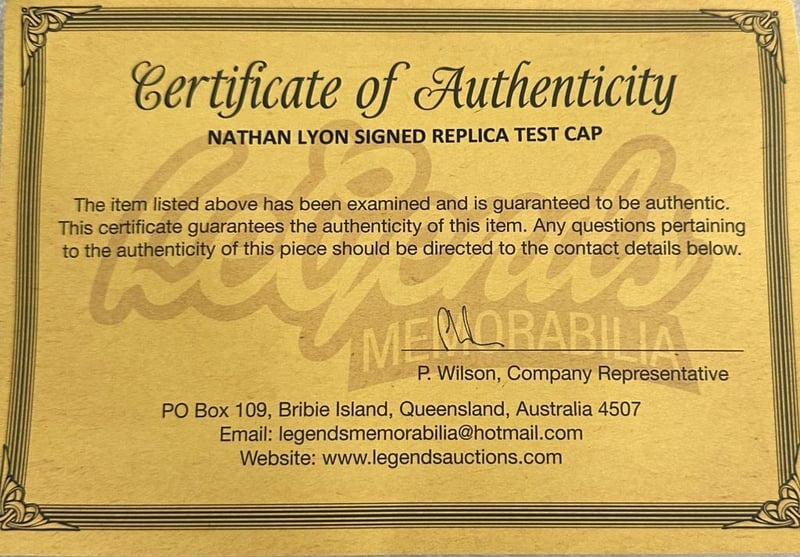 Certificate of Authenticity
NATHAN LYON SIGNED REPLICA TEST CAP
The item listed above has been examined and is guaranteed to be authentic.
This certificate guarantees the authenticity of this item. Any questions pertaining
to the authenticity of this piece should be directed to the contact details below.
Legends
MEMORABILIA
P. Wilson, Company Representative
PO Box 109, Bribie Island, Queensland, Australia 4507
Email: legendsmemorabilia@hotmail.com
Website: www.legendsauctions.com